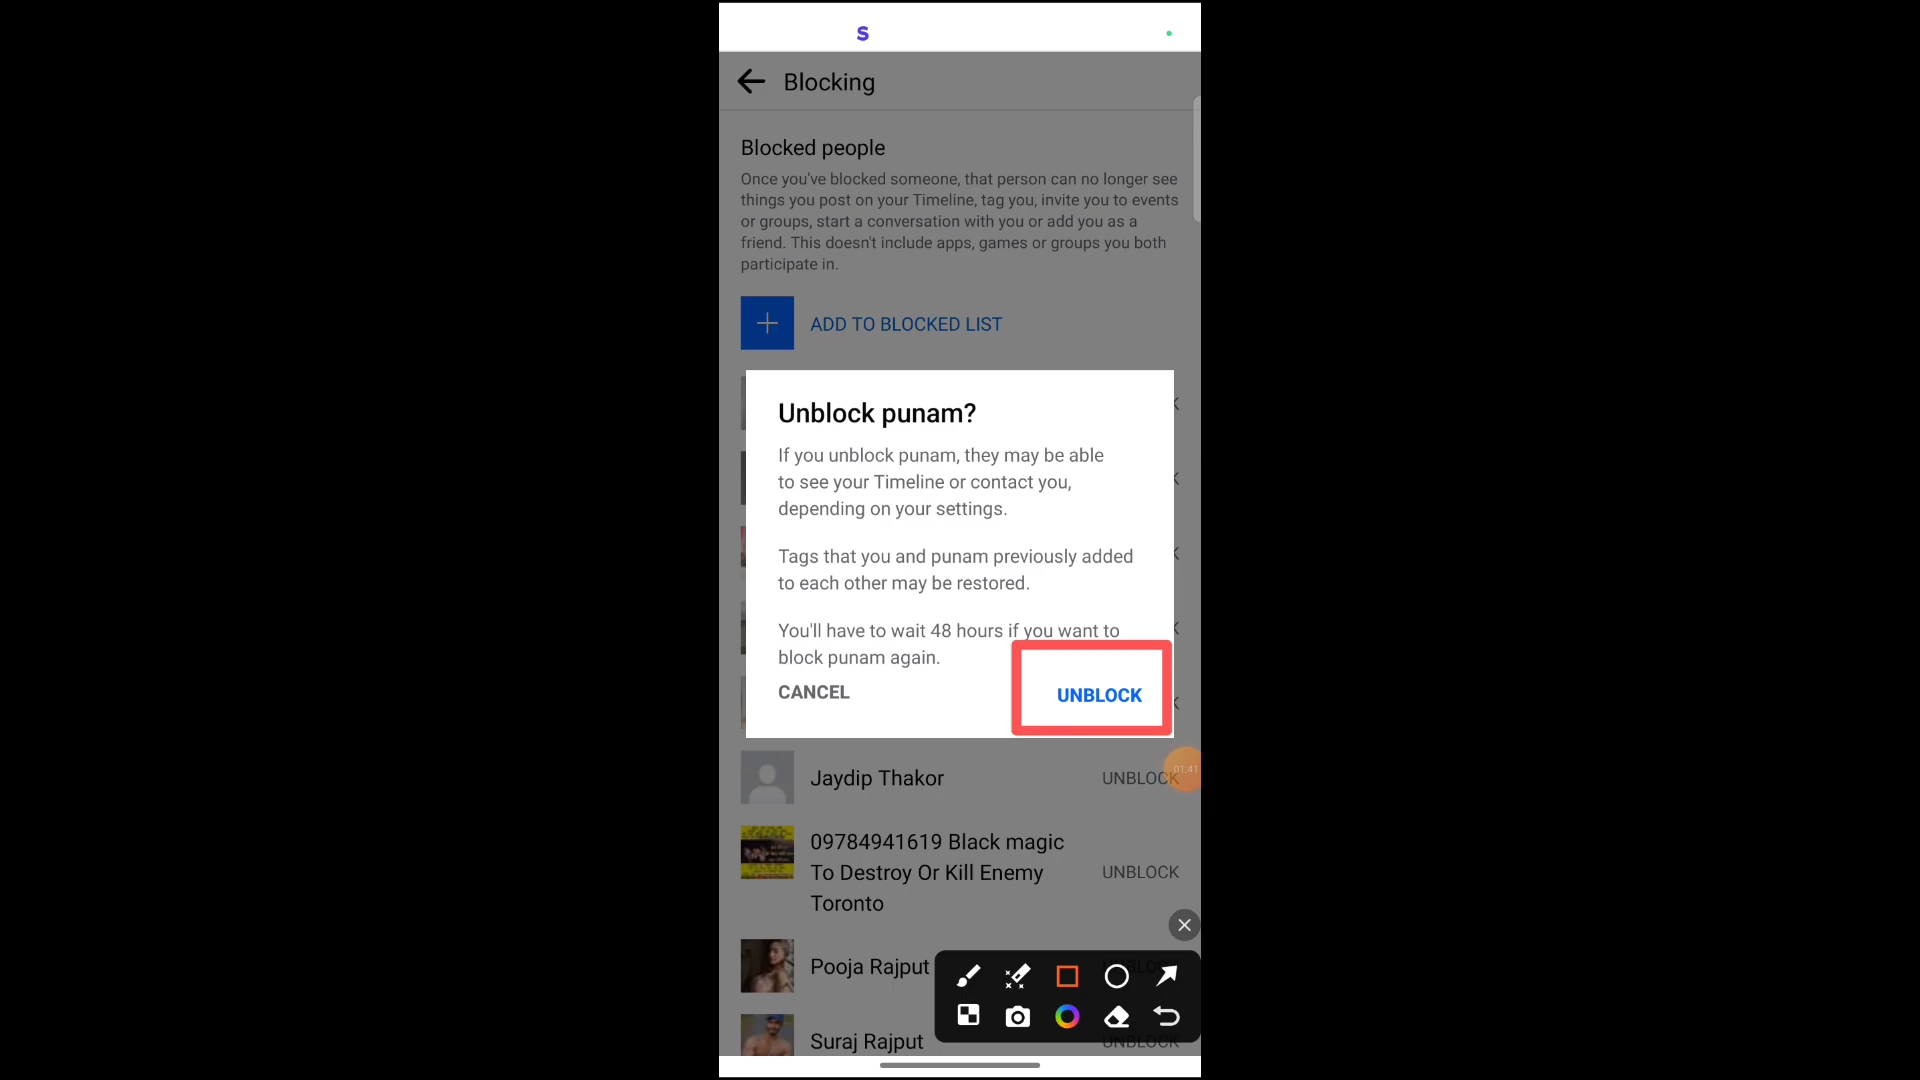 S
Blocking
Blocked people
Once you've blocked someone, that person can no longer see
things you post on your Timeline, tag you, invite you to events
or groups, start a conversation with you or add you as a
friend. This doesn't include apps, games or groups you both
participate in.
ADD TO BLOCKED LIST
Unblock punam?
If you unblock punam, they may be able
to see your Timeline or contact you,
depending on your settings.
Tags that you and punam previously added
to each other may be restored.
You'll have to wait 48 hours if you want to
block punam again.
CANCEL
UNBLOCK
01:41
Jaydip Thakor
UNBLOCK
09784941619 Black magic
To Destroy Or Kill Enemy
Toronto
UNBLOCK
Pooja Rajput
Suraj Rajput
UNBLOCK